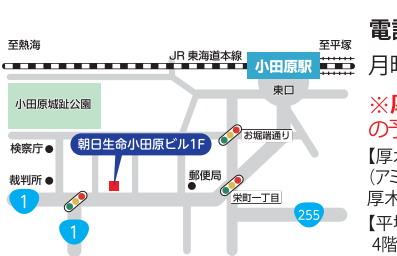 至熱海
JR 東海道本線
小田原駅
至平塚
東口
小田原城趾公園
お堀端通り
朝日生命小田原ビル1F
検察庁
裁判所
郵便局
栄町一丁目
1
1
255
電
月
※
の予
【厚木
(アミ
厚木
【平塚
4階